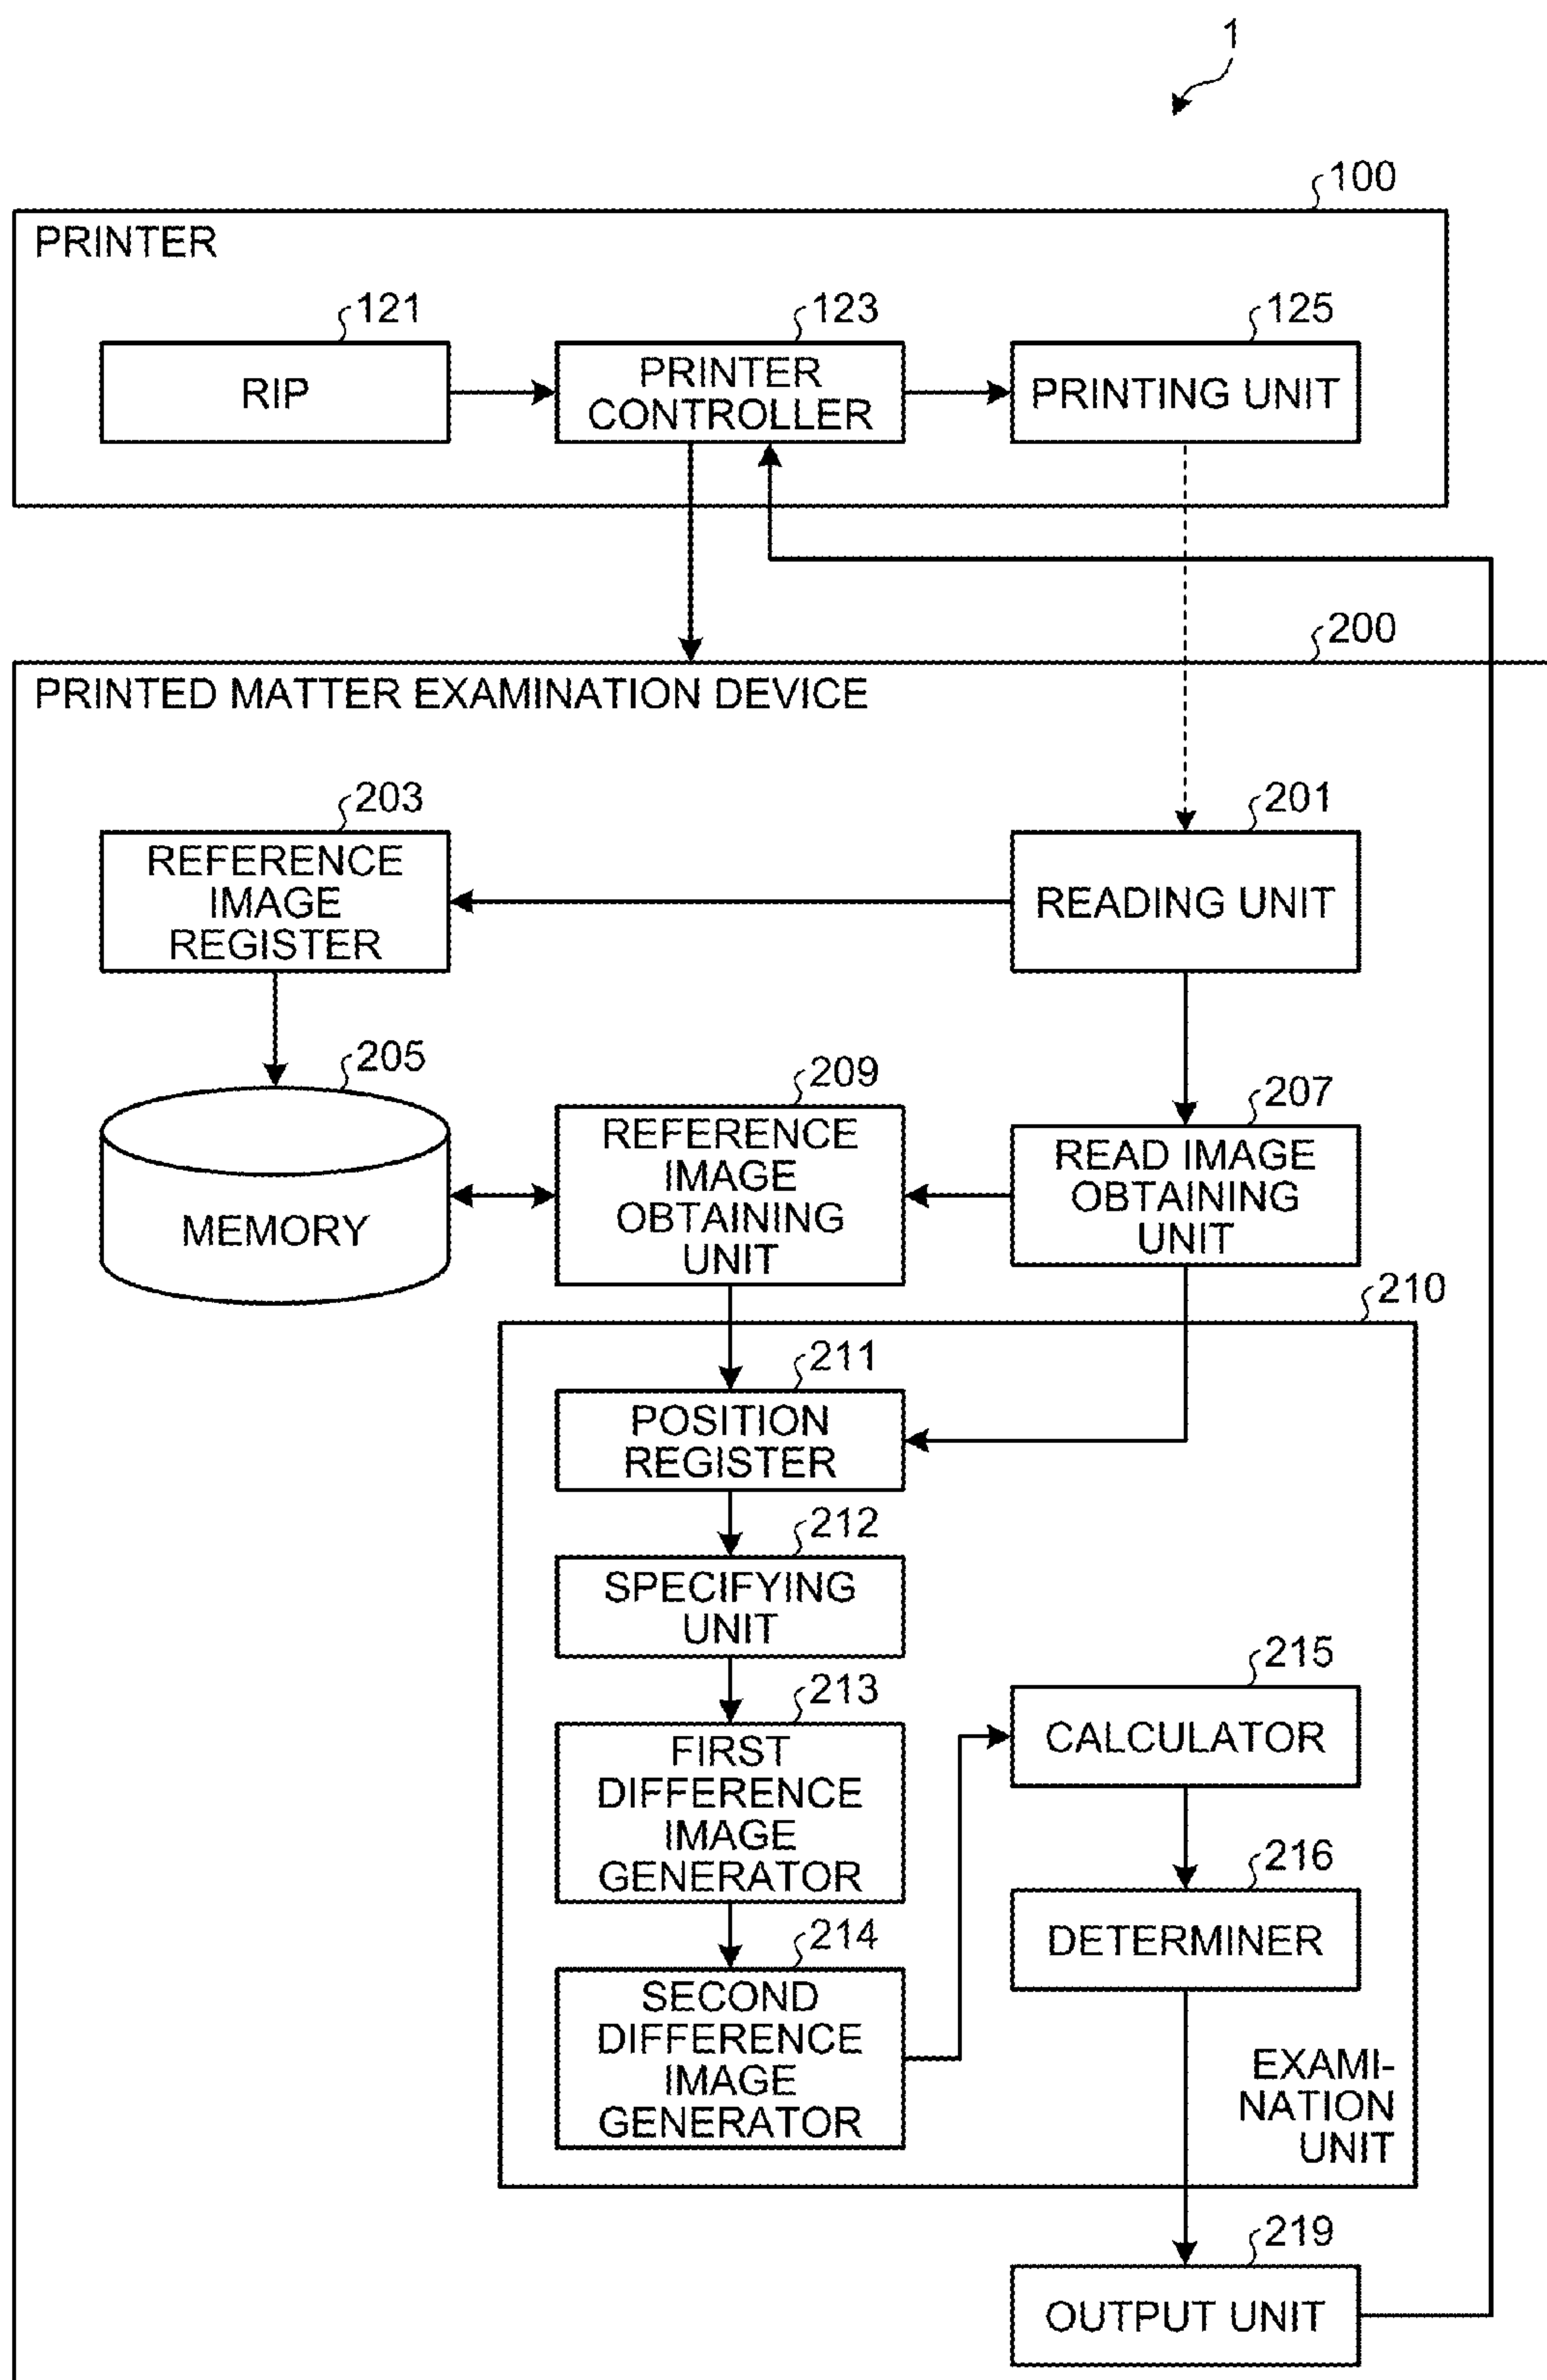 1
100
PRINTER
121
123
125
RIP
PRINTER
CONTROLLER
PRINTING UNIT
200
PRINTED MATTER EXAMINATION DEVICE
203
201
REFERENCE
IMAGE
REGISTER
READING UNIT
205
209
207
MEMORY
REFERENCE
IMAGE
OBTAINING
UNIT
READ IMAGE
OBTAINING
UNIT
210
211
POSITION
REGISTER
212
SPECIFYING
UNIT
213
FIRST
DIFFERENCE
IMAGE
GENERATOR
214
SECOND
DIFFERENCE
IMAGE
GENERATOR
215
CALCULATOR
216
DETERMINER
EXAMI-
NATION
UNIT
219
OUTPUT UNIT